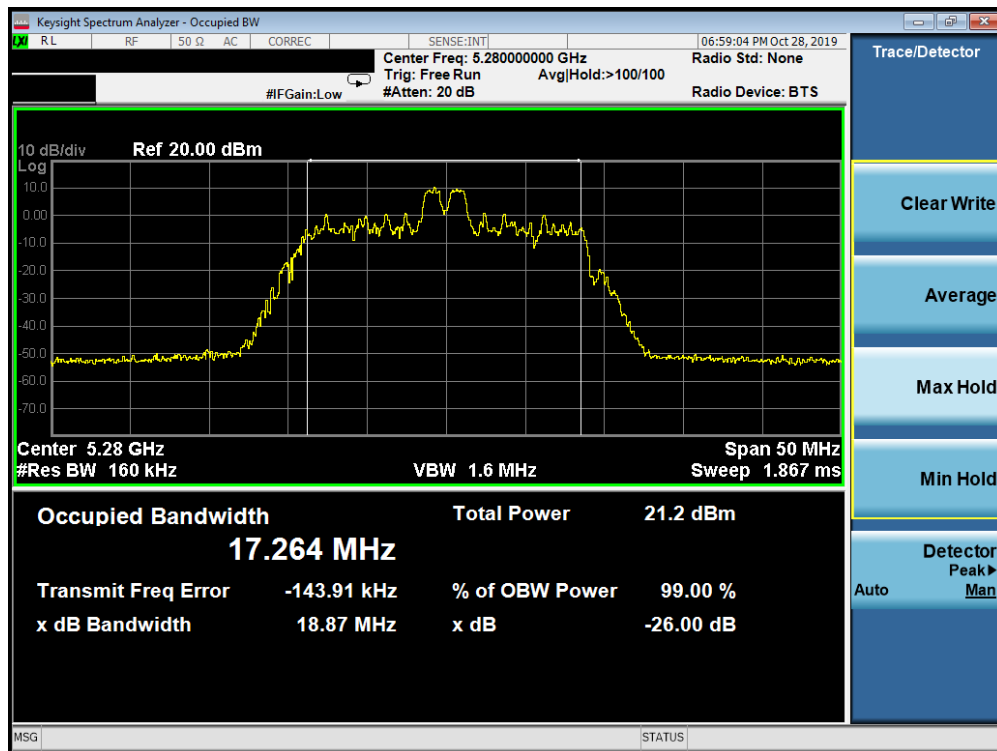 Keysight Spectrum Analyzer - Occupied BW
LXI RL RF 50 Ω AC CORREC SENSE:INT 06:59:04 PM Oct 28, 2019
Center Freq: 5.280000000 GHz Radio Std: None
Trig: Free Run Avg|Hold:>100/100
#IFGain:Low #Atten: 20 dB Radio Device: BTS
10 dB/div Ref 20.00 dBm
Log
10.0
0.00
-10.0
-20.0
-30.0
-40.0
-50.0
-60.0
-70.0
Center 5.28 GHz Span 50 MHz
#Res BW 160 kHz VBW 1.6 MHz Sweep 1.867 ms
Occupied Bandwidth Total Power 21.2 dBm
17.264 MHz
Transmit Freq Error -143.91 kHz % of OBW Power 99.00 %
x dB Bandwidth 18.87 MHz x dB -26.00 dB
MSG STATUS
Trace/Detector
Clear Write
Average
Max Hold
Min Hold
Detector
Peak▶
Auto Man